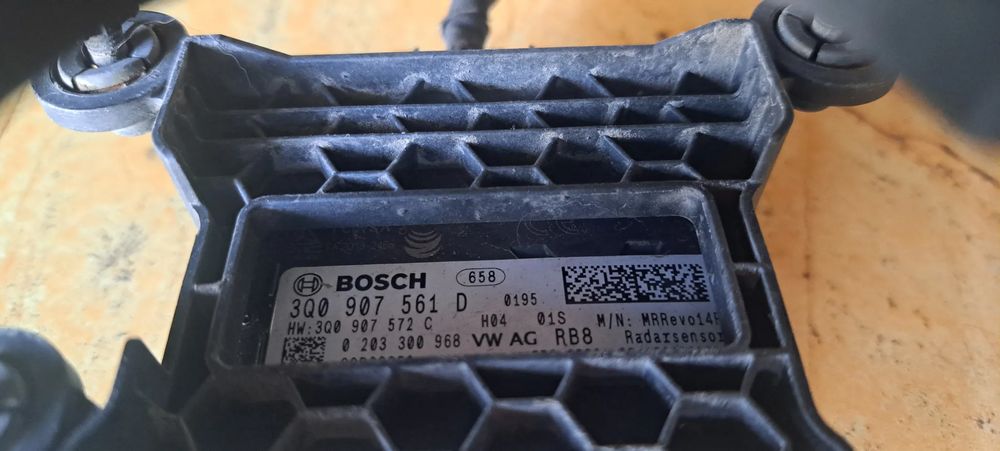 BOSCH 658
3Q0 907 561 D 0195
HW:3Q0 907 572 C H04 01S M/N: MRRevo14F
0 203 300 968 VW AG RB8 Radarsensor